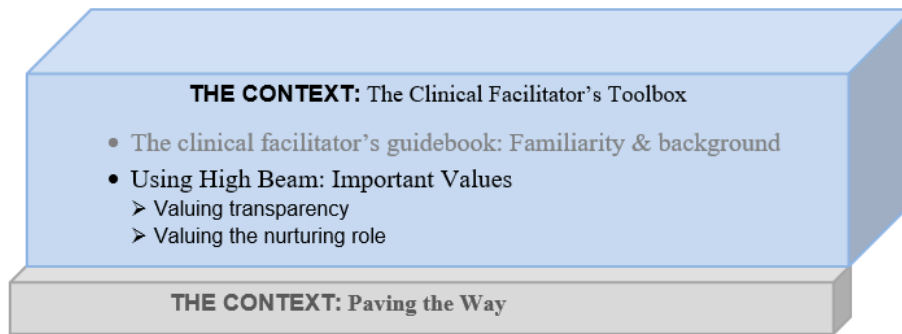 THE CONTEXT: The Clinical Facilitator's Toolbox
• The clinical facilitator's guidebook: Familiarity & background
• Using High Beam: Important Values
➢ Valuing transparency
➢ Valuing the nurturing role
THE CONTEXT: Paving the Way